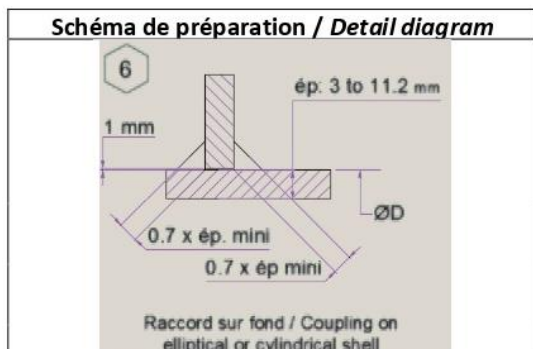 Schéma de préparation / Detail diagram
6
ép: 3 to 11.2 mm
1 mm
ØD
0.7 x ép. mini
0.7 x ép mini
Raccord sur fond / Coupling on
elliptical or cylindrical shell